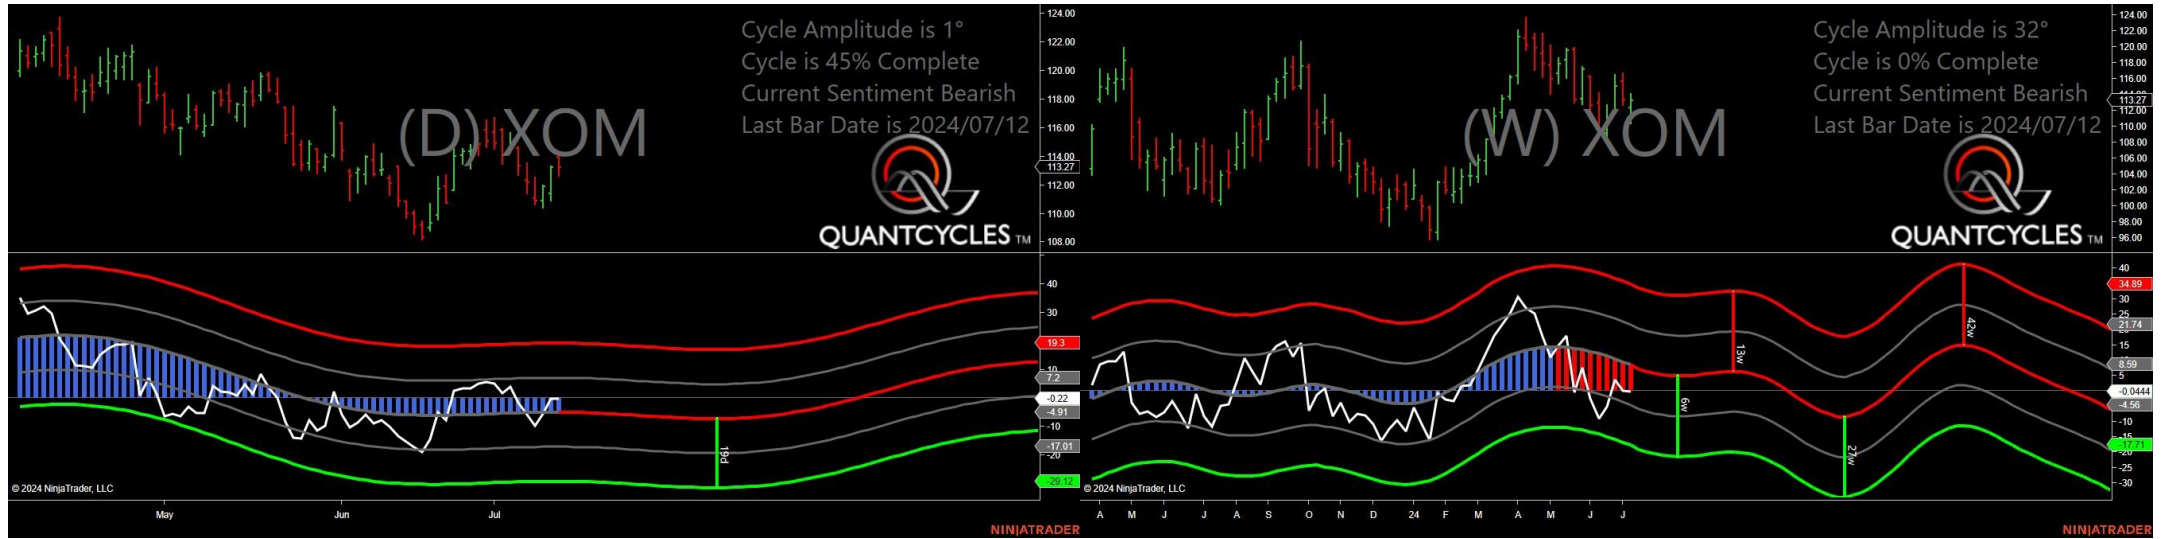 Cycle Amplitude is 1°
Cycle is 45% Complete
Current Sentiment Bearish
Last Bar Date is 2024/07/12
(D) XOM
QUANTCYCLES TM
124.00
122.00
120.00
118.00
116.00
114.00
113.27
112.00
110.00
108.00
40
30
19.3
10
7.2
-0.22
-4.91
-10
-17.01
-20
-29.12
19d
© 2024 NinjaTrader, LLC
May
Jun
Jul
NINJATRADER
Cycle Amplitude is 32°
Cycle is 0% Complete
Current Sentiment Bearish
Last Bar Date is 2024/07/12
(W) XOM
QUANTCYCLES TM
124.00
122.00
120.00
118.00
116.00
113.27
112.00
110.00
108.00
106.00
104.00
102.00
100.00
98.00
96.00
40
34.89
30
25
21.74
15
8.59
5
-0.0444
-4.56
-10
-15
-17.71
-20
-25
-30
13w
6w
27w
42w
© 2024 NinjaTrader, LLC
A M J J A S O N D 24 F M A M J J
NINJATRADER